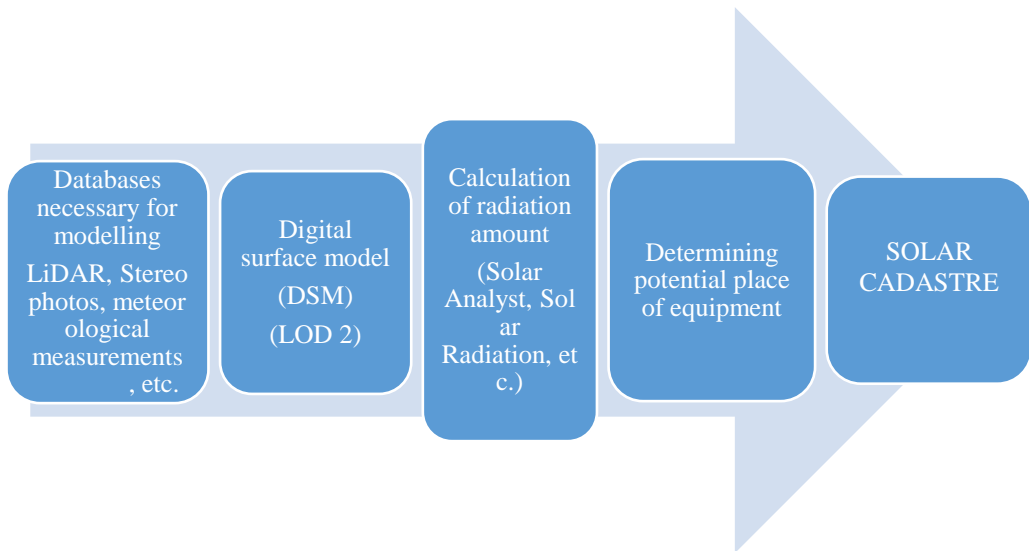 Databases
necessary for
modelling
LiDAR, Stereo
photos, meteor
ological
measurements
, etc.
Digital
surface model
(DSM)
(LOD 2)
Calculation
of radiation
amount
(Solar
Analyst, Sol
ar
Radiation, et
c.)
Determining
potential place
of equipment
SOLAR
CADASTRE